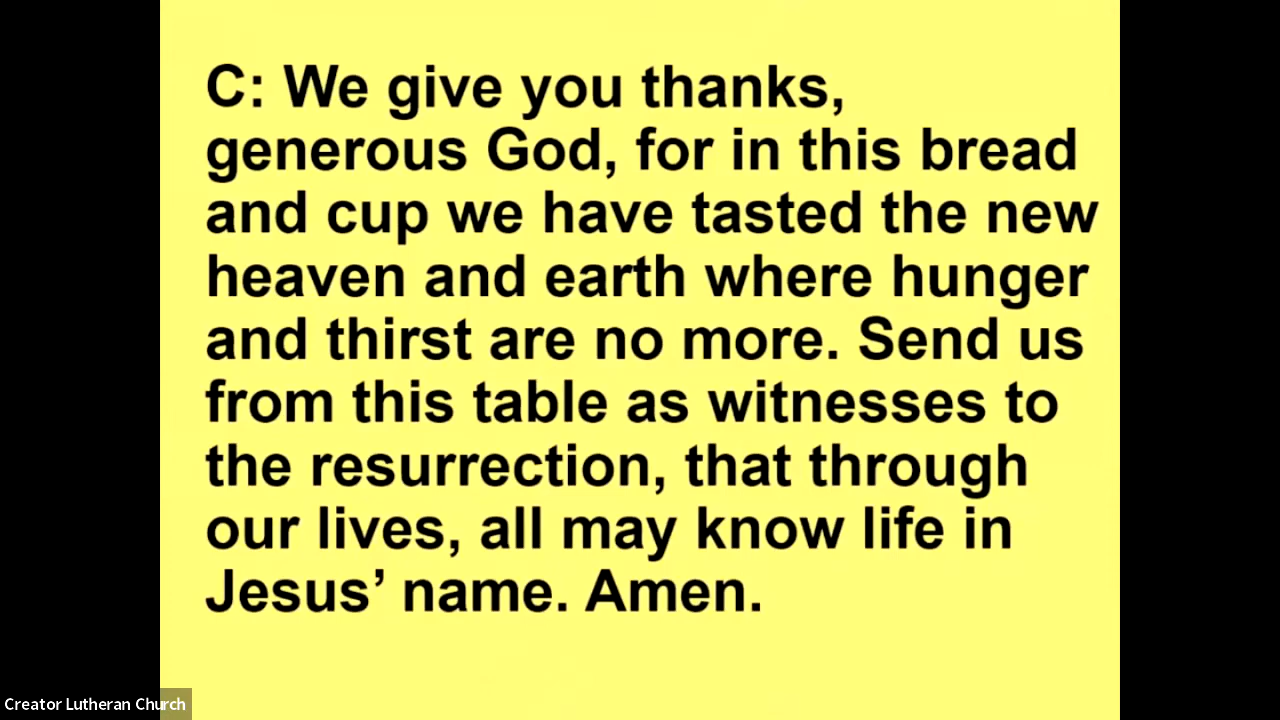 C: We give you thanks,
generous God, for in this bread
and cup we have tasted the new
heaven and earth where hunger
and thirst are no more. Send us
from this table as witnesses to
the resurrection, that through
our lives, all may know life in
Jesus’ name. Amen.
Creator Lutheran Church